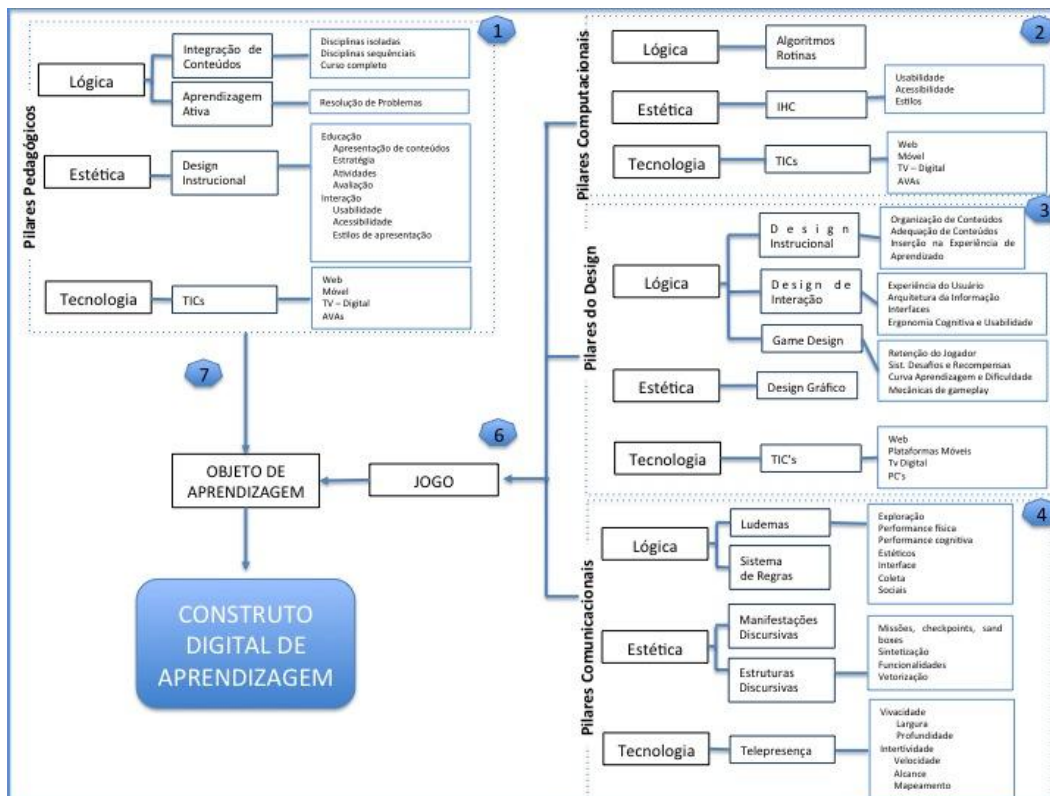 1
Pilares Pedagógicos
Lógica
Integração de
Conteúdos
Disciplinas isoladas
Disciplinas sequênciais
Curso completo
Aprendizagem
Ativa
Resolução de Problemas
Estética
Design
Instrucional
Educação
Apresentação de conteúdos
Estratégia
Atividades
Avaliação
Interação
Usabilidade
Acessibilidade
Estilos de apresentação
Tecnologia
TICs
Web
Móvel
TV – Digital
AVAs
7
OBJETO DE
APRENDIZAGEM
JOGO
6
CONSTRUTO
DIGITAL DE
APRENDIZAGEM
2
Pilares Computacionais
Lógica
Algoritmos
Rotinas
Estética
IHC
Usabilidade
Acessibilidade
Estilos
Tecnologia
TICs
Web
Móvel
TV – Digital
AVAs
3
Pilares do Design
Lógica
Design
Instrucional
Organização de Conteúdos
Adequação de Conteúdos
Inserção na Experiência de
Aprendizado
Design de
Interação
Experiência do Usuário
Arquitetura da Informação
Interfaces
Ergonomia Cognitiva e Usabilidade
Game Design
Retenção do Jogador
Sist. Desafios e Recompensas
Curva Aprendizagem e Dificuldade
Mecânicas de gameplay
Estética
Design Gráfico
Tecnologia
TIC's
Web
Plataformas Móveis
Tv Digital
PC's
4
Pilares Comunicacionais
Lógica
Ludemas
Exploração
Performance física
Performance cognitiva
Estéticos
Interface
Coleta
Sociais
Sistema
de Regras
Estética
Manifestações
Discursivas
Estruturas
Discursivas
Missões, checkpoints, sand
boxes
Sintetização
Funcionalidades
Vetorização
Tecnologia
Telepresença
Vivacidade
Largura
Profundidade
Intertividade
Velocidade
Alcance
Mapeamento